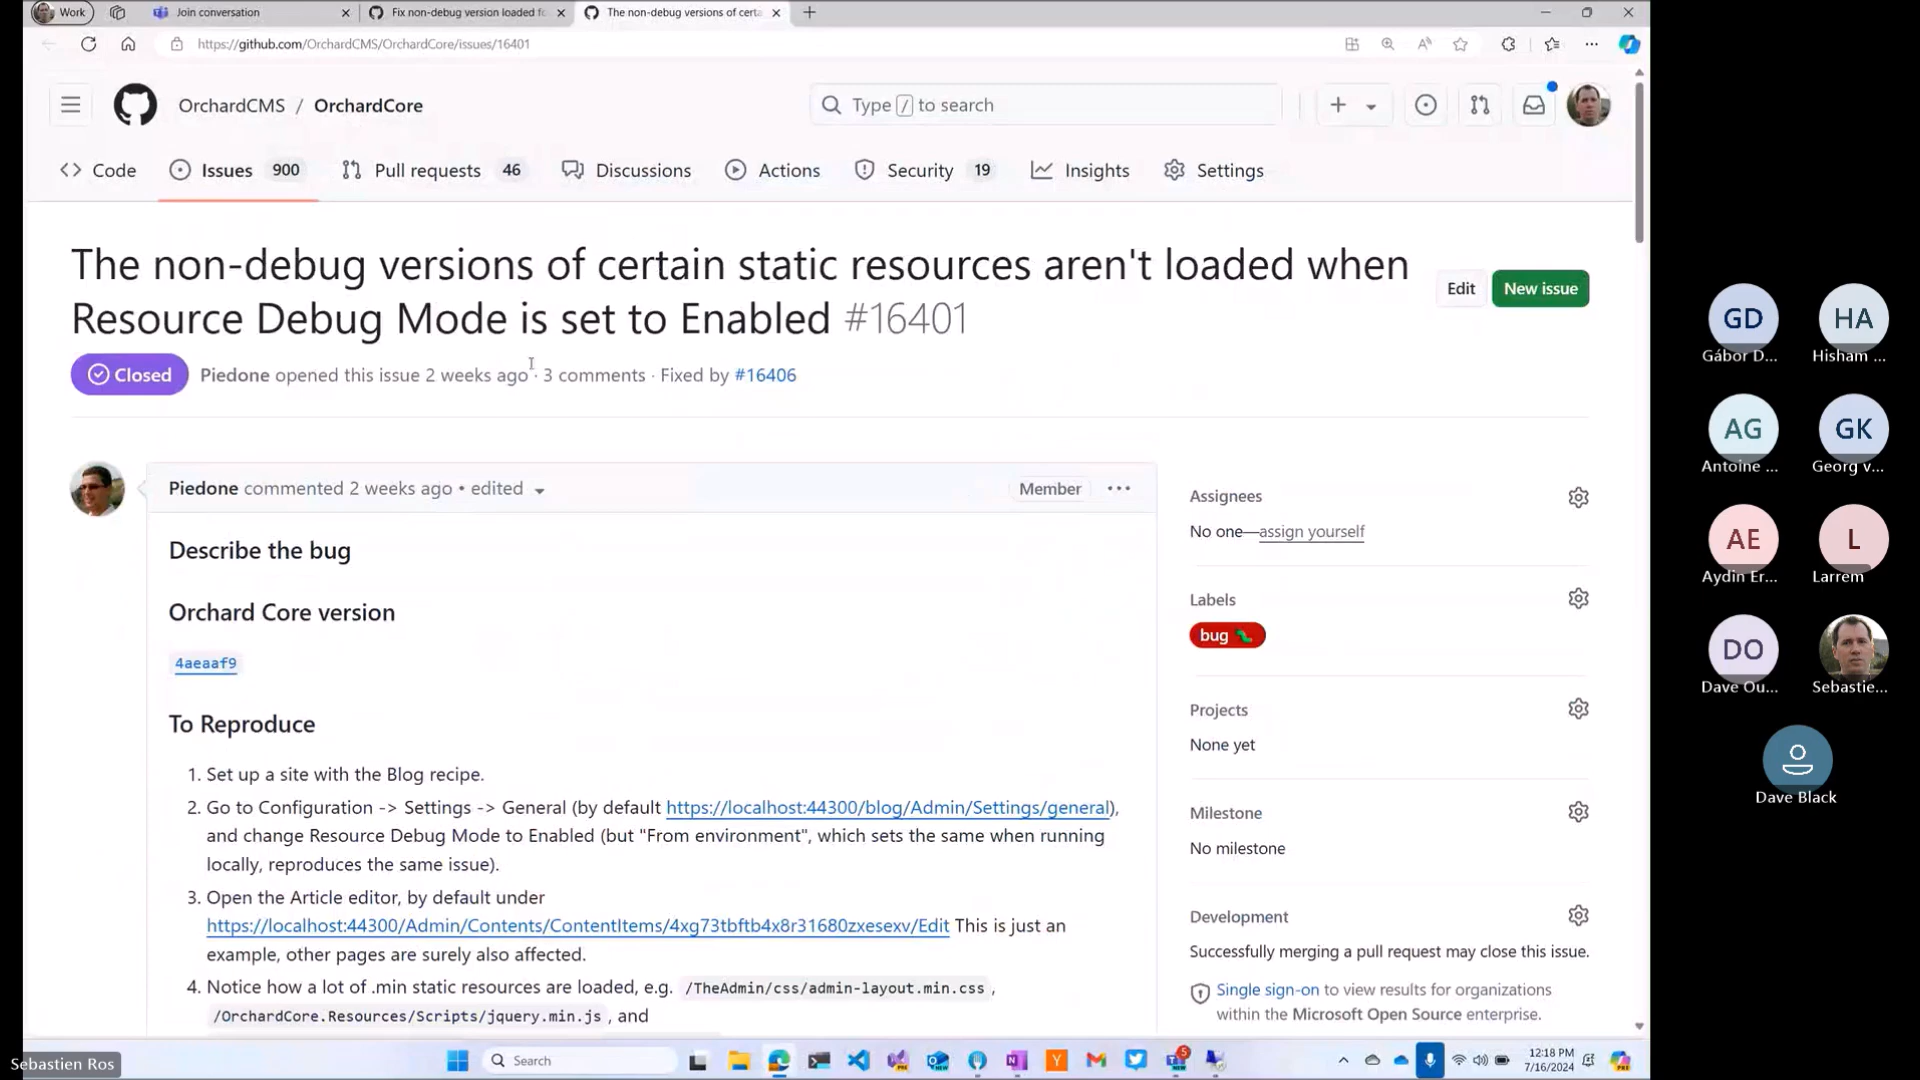 Work
Join conversation
Fix non-debug version loaded fo
The non-debug versions of certa
https://github.com/OrchardCMS/OrchardCore/issues/16401
OrchardCMS / OrchardCore
Type / to search
Code
Issues 900
Pull requests 46
Discussions
Actions
Security 19
Insights
Settings
The non-debug versions of certain static resources aren't loaded when
Resource Debug Mode is set to Enabled #16401
Edit
New issue
Closed
Piedone opened this issue 2 weeks ago · 3 comments · Fixed by #16406
Piedone commented 2 weeks ago • edited
Member
Describe the bug
Orchard Core version
4aeaaf9
To Reproduce
1. Set up a site with the Blog recipe.
2. Go to Configuration -> Settings -> General (by default https://localhost:44300/blog/Admin/Settings/general),
and change Resource Debug Mode to Enabled (but "From environment", which sets the same when running
locally, reproduces the same issue).
3. Open the Article editor, by default under
https://localhost:44300/Admin/Contents/ContentItems/4xg73tbftb4x8r31680zxesexv/Edit This is just an
example, other pages are surely also affected.
4. Notice how a lot of .min static resources are loaded, e.g. /TheAdmin/css/admin-layout.min.css ,
/OrchardCore.Resources/Scripts/jquery.min.js , and
Assignees
No one—assign yourself
Labels
bug
Projects
None yet
Milestone
No milestone
Development
Successfully merging a pull request may close this issue.
Single sign-on to view results for organizations
within the Microsoft Open Source enterprise.
GD
Gábor D...
HA
Hisham ...
AG
Antoine ...
GK
Georg v...
AE
Aydin Er...
L
Larrem
DO
Dave Ou...
Sebastie...
Dave Black
Sebastien Ros
Search
5
12:18 PM
7/16/2024